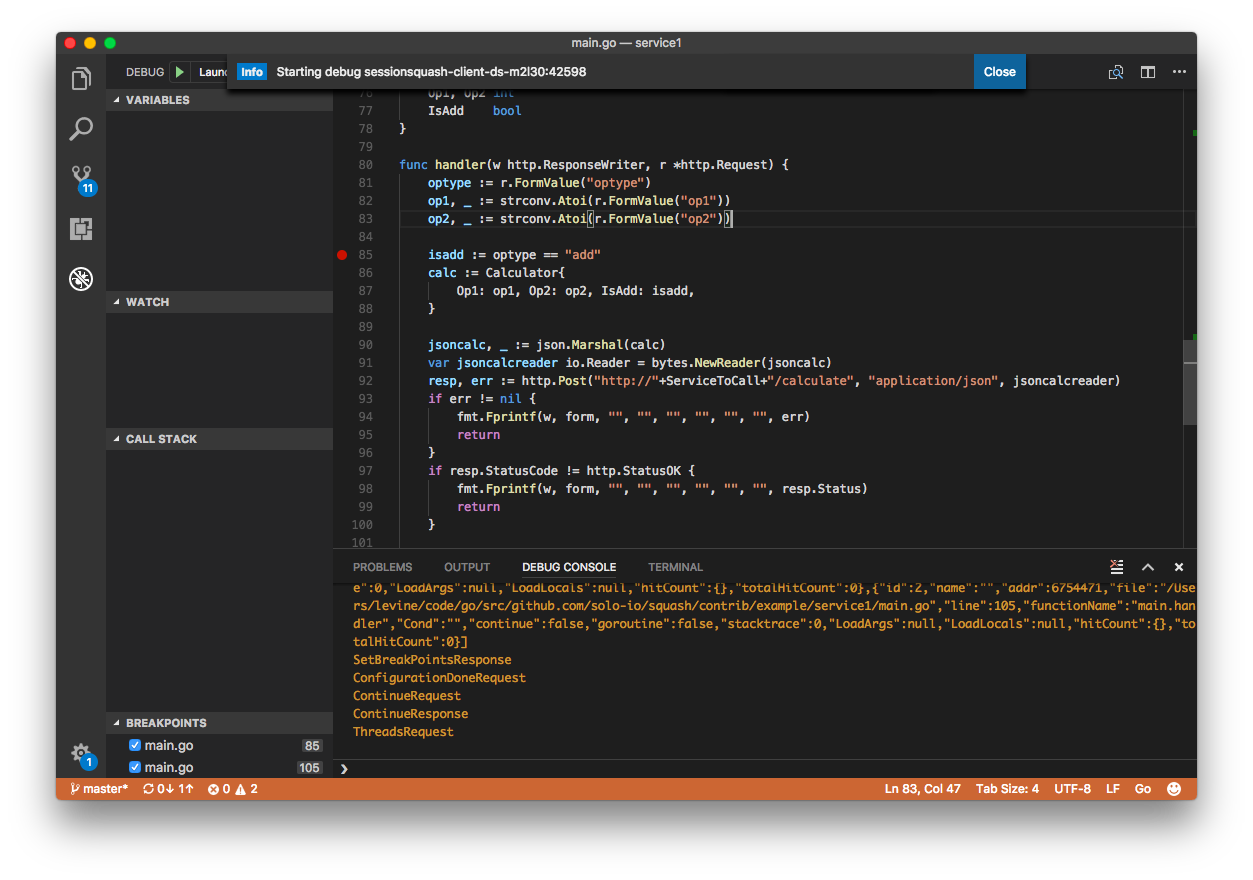 main.go — service1
DEBUG
Laun
Info Starting debug sessionsquash-client-ds-m2l30:42598
Close
11
1
VARIABLES
WATCH
CALL STACK
BREAKPOINTS
main.go 85
main.go 105
76 Op1, Op2 int
77 IsAdd bool
78 }
79
80 func handler(w http.ResponseWriter, r *http.Request) {
81 optype := r.FormValue("optype")
82 op1, _ := strconv.Atoi(r.FormValue("op1"))
83 op2, _ := strconv.Atoi(r.FormValue("op2"))
84
85 isadd := optype == "add"
86 calc := Calculator{
87 Op1: op1, Op2: op2, IsAdd: isadd,
88 }
89
90 jsoncalc, _ := json.Marshal(calc)
91 var jsoncalcreader io.Reader = bytes.NewReader(jsoncalc)
92 resp, err := http.Post("http://"+ServiceToCall+"/calculate", "application/json", jsoncalcreader)
93 if err != nil {
94 fmt.Fprintf(w, form, "", "", "", "", "", "", err)
95 return
96 }
97 if resp.StatusCode != http.StatusOK {
98 fmt.Fprintf(w, form, "", "", "", "", "", "", resp.Status)
99 return
100 }
101
PROBLEMS OUTPUT DEBUG CONSOLE TERMINAL
e":0,"LoadArgs":null,"LoadLocals":null,"hitCount":{},"totalHitCount":0},{"id":2,"name":"","addr":6754471,"file":"/Use
rs/levine/code/go/src/github.com/solo-io/squash/contrib/example/service1/main.go","line":105,"functionName":"main.han
dler","Cond":"","continue":false,"goroutine":false,"stacktrace":0,"LoadArgs":null,"LoadLocals":null,"hitCount":{},"to
talHitCount":0}]
SetBreakPointsResponse
ConfigurationDoneRequest
ContinueRequest
ContinueResponse
ThreadsRequest
master* 0↓ 1↑ 0 2 Ln 83, Col 47 Tab Size: 4 UTF-8 LF Go